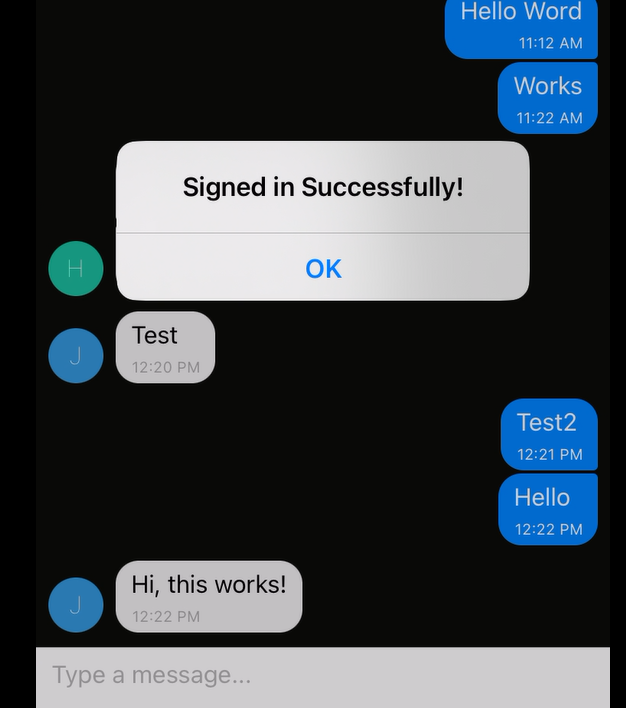 Hello Word
11:12 AM
Works
11:22 AM
Signed in Successfully!
OK
H
Test
12:20 PM
J
Test2
12:21 PM
Hello
12:22 PM
Hi, this works!
12:22 PM
J
Type a message...